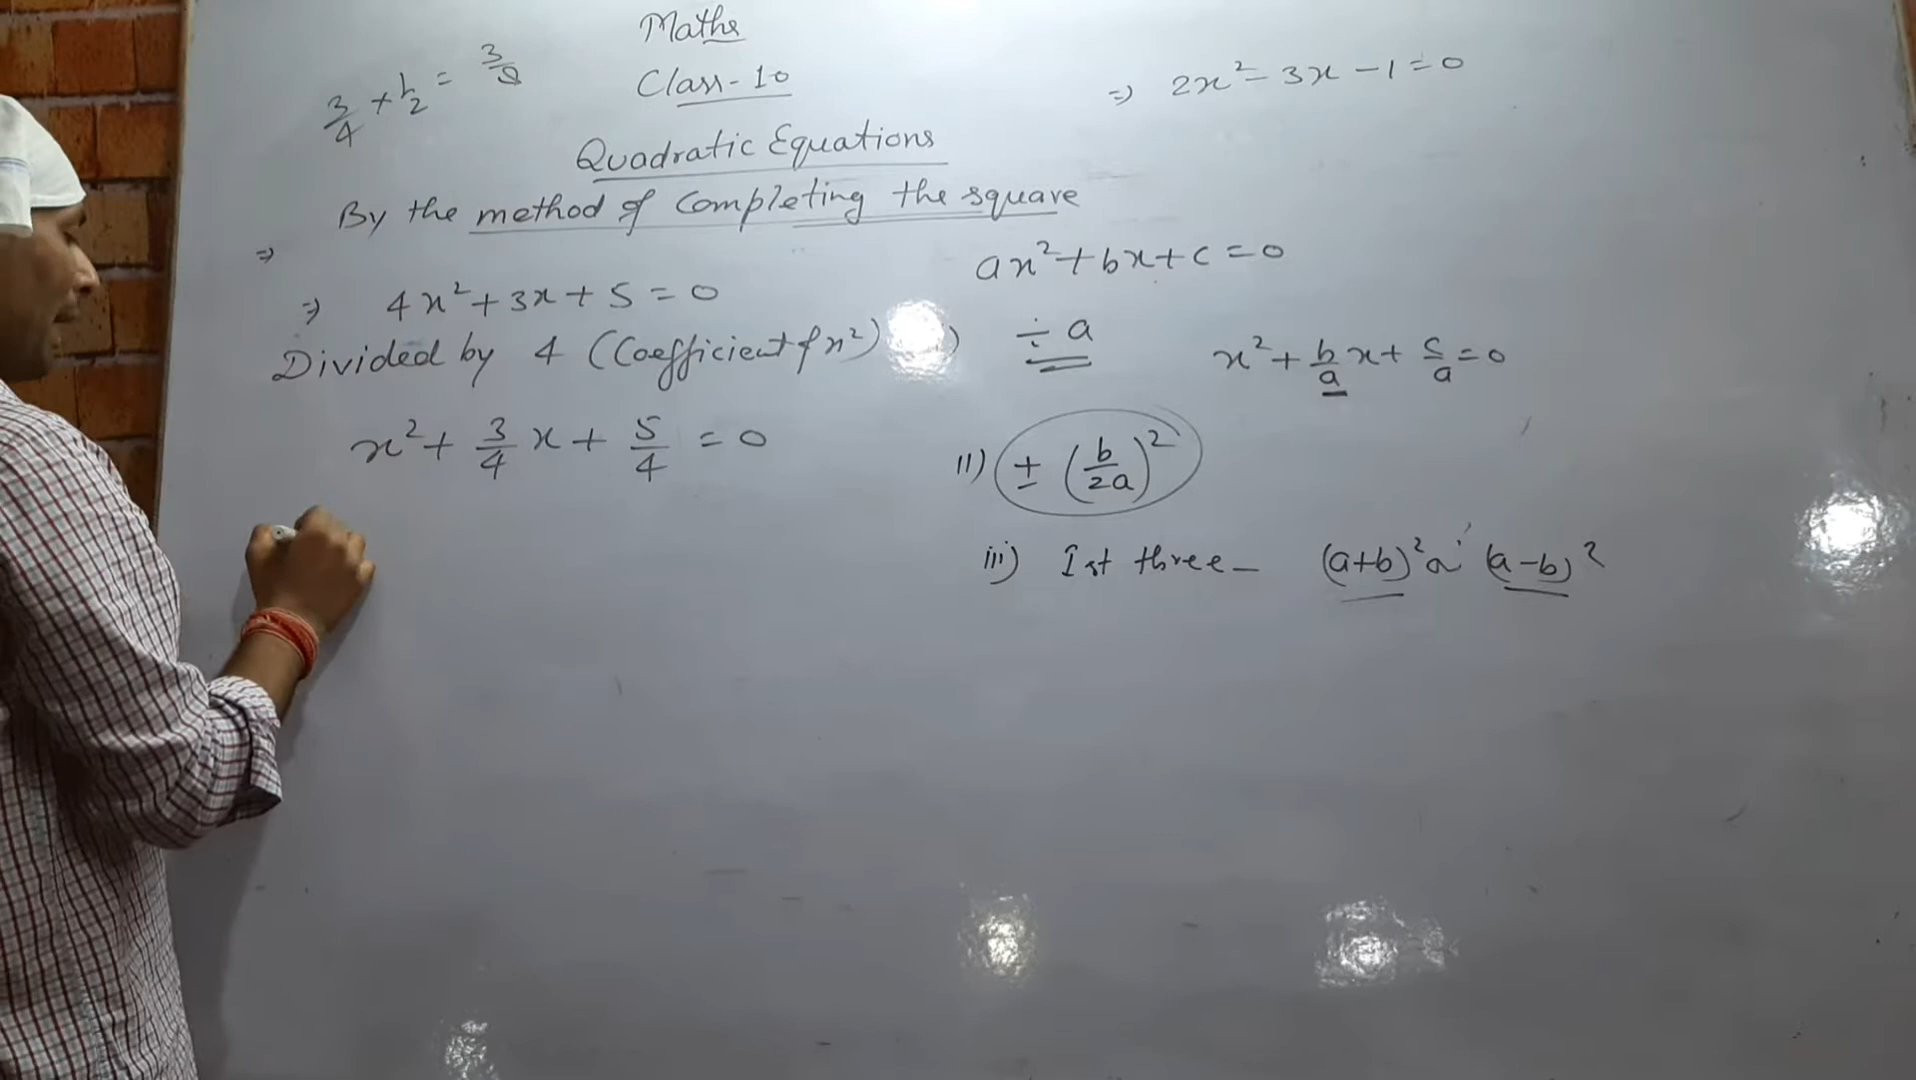 Maths
Class-10
3/4 + 1/2 = 3/8
⇒ 2x² - 3x - 1 = 0
Quadratic Equations
By the method of Completing the square
⇒
ax² + bx + c = 0
⇒ 4x² + 3x + 5 = 0
Divided by 4 (Coefficient of x²)
) ÷ a
x² + b/a x + c/a = 0
x² + 3/4 x + 5/4 = 0
ii) ± (b/2a)²
iii) Ist three - (a+b)² or (a-b)²